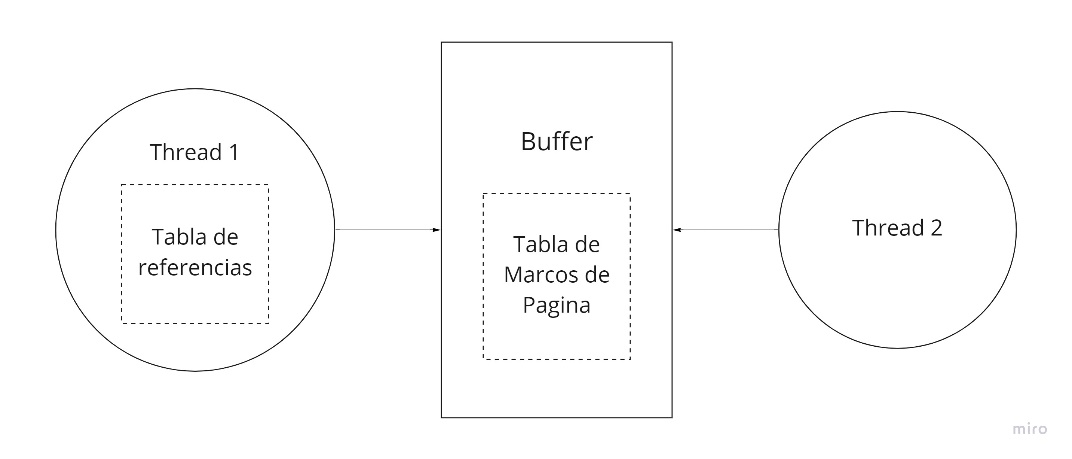 Thread 1
Tabla de
referencias
Buffer
Tabla de
Marcos de
Pagina
Thread 2
miro